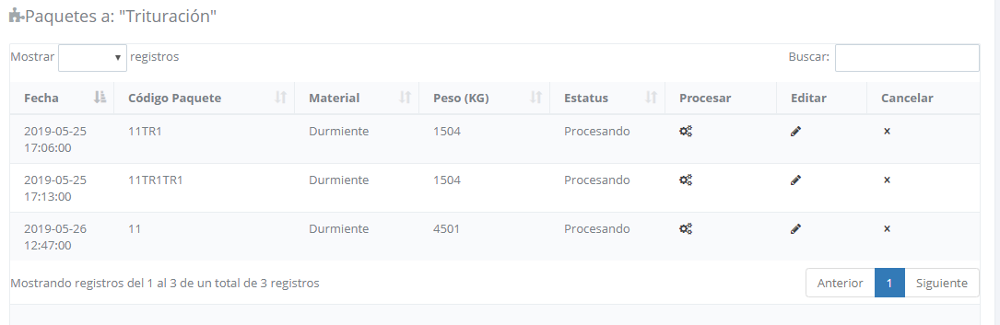 Paquetes a: "Trituración"
Mostrar registros Buscar:
Fecha Código Paquete Material Peso (KG) Estatus Procesar Editar Cancelar
2019-05-25 11TR1 Durmiente 1504 Procesando
17:06:00
2019-05-25 11TR1TR1 Durmiente 1504 Procesando
17:13:00
2019-05-26 11 Durmiente 4501 Procesando
12:47:00
Mostrando registros del 1 al 3 de un total de 3 registros Anterior 1 Siguiente